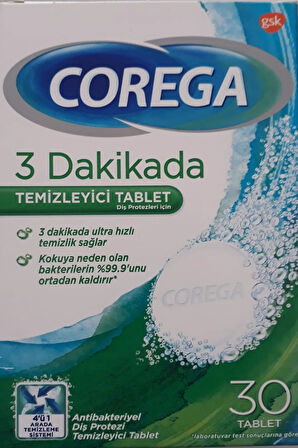 gsk
COREGA
3 Dakikada
TEMİZLEYİCİ TABLET
Diş Protezleri için
3 dakikada ultra hızlı
temizlik sağlar
Kokuya neden olan
bakterilerin %99.9'unu
ortadan kaldırır*
COREGA
4'ü 1
ARADA
TEMİZLEME
SİSTEMİ
Antibakteriyel
Diş Protezi
Temizleyici Tablet
30
TABLET
*laboratuvar test sonuçlarına göre